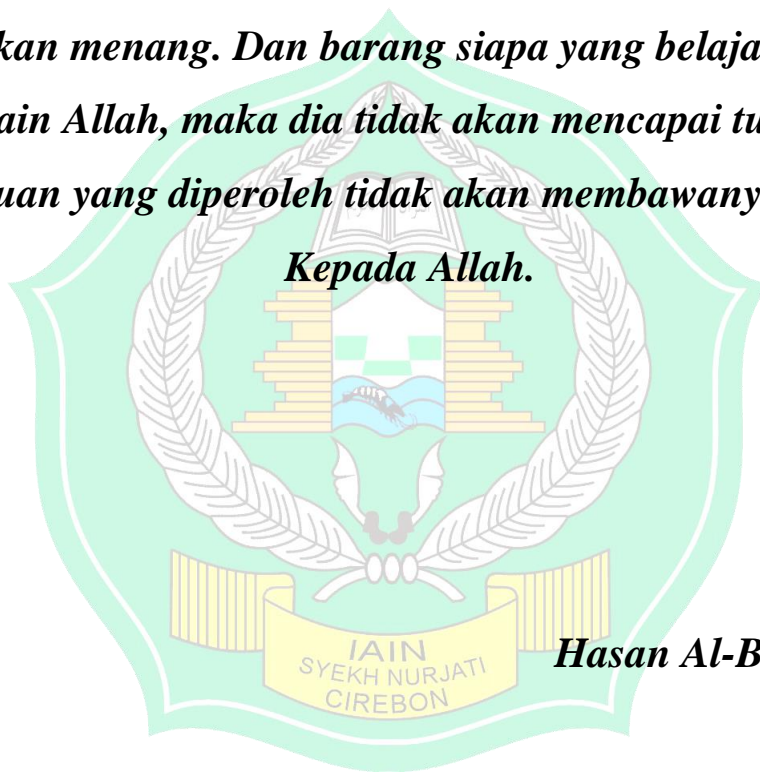 kan menang. Dan barang siapa yang belaja
ain Allah, maka dia tidak akan mencapai tu
uan yang diperoleh tidak akan membawany
Kepada Allah.
Hasan Al-B
IAIN
SYEKH NURJATI
CIREBON